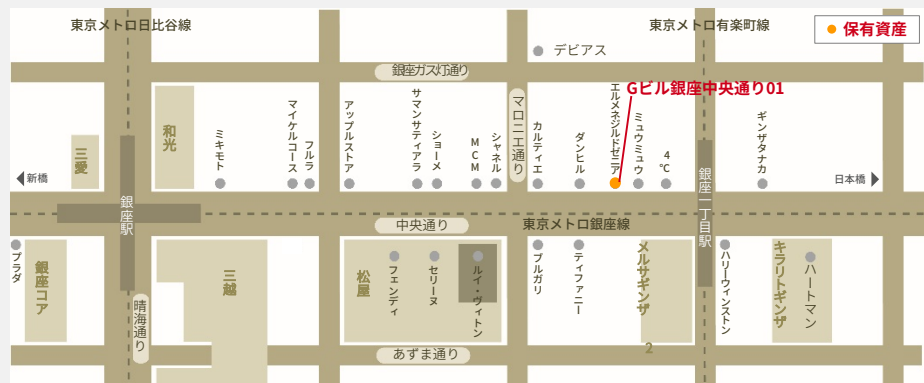 東京メトロ日比谷線
東京メトロ有楽町線
保有資産
デビアス
銀座ガス灯通り
Gビル銀座中央通り01
三愛
和光
ミキモト
マイケルコース
フルラ
アップルストア
サマンサティアラ
ショーメ
MCM
シャネル
マロニエ通り
カルティエ
ダンヒル
エルメネジルドゼニア
ミュウミュウ
4℃
ギンザタナカ
新橋
日本橋
銀座駅
銀座一丁目駅
中央通り
東京メトロ銀座線
プラダ
銀座コア
晴海通り
三越
松屋
フェンディ
セリーヌ
ルイ・ヴィトン
ブルガリ
ティファニー
メルサギンザ
2
ハリーウィンストン
キラリトギンザ
ハートマン
あずま通り